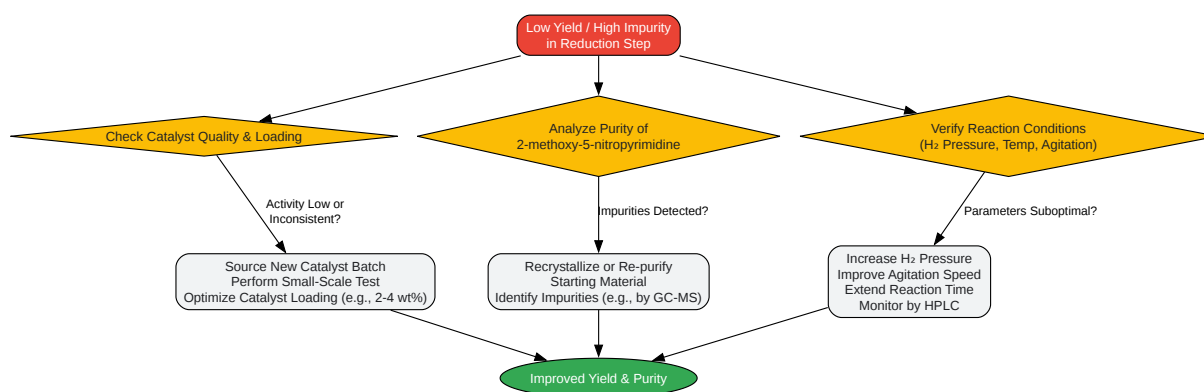 Low Yield / High Impurity
in Reduction Step
Check Catalyst Quality & Loading
Analyze Purity of
2-methoxy-5-nitropyrimidine
Verify Reaction Conditions
(H₂ Pressure, Temp, Agitation)
Activity Low or
Inconsistent?
Impurities Detected?
Parameters Suboptimal?
Source New Catalyst Batch
Perform Small-Scale Test
Optimize Catalyst Loading (e.g., 2-4 wt%)
Recrystallize or Re-purify
Starting Material
Identify Impurities (e.g., by GC-MS)
Increase H₂ Pressure
Improve Agitation Speed
Extend Reaction Time
Monitor by HPLC
Improved Yield & Purity